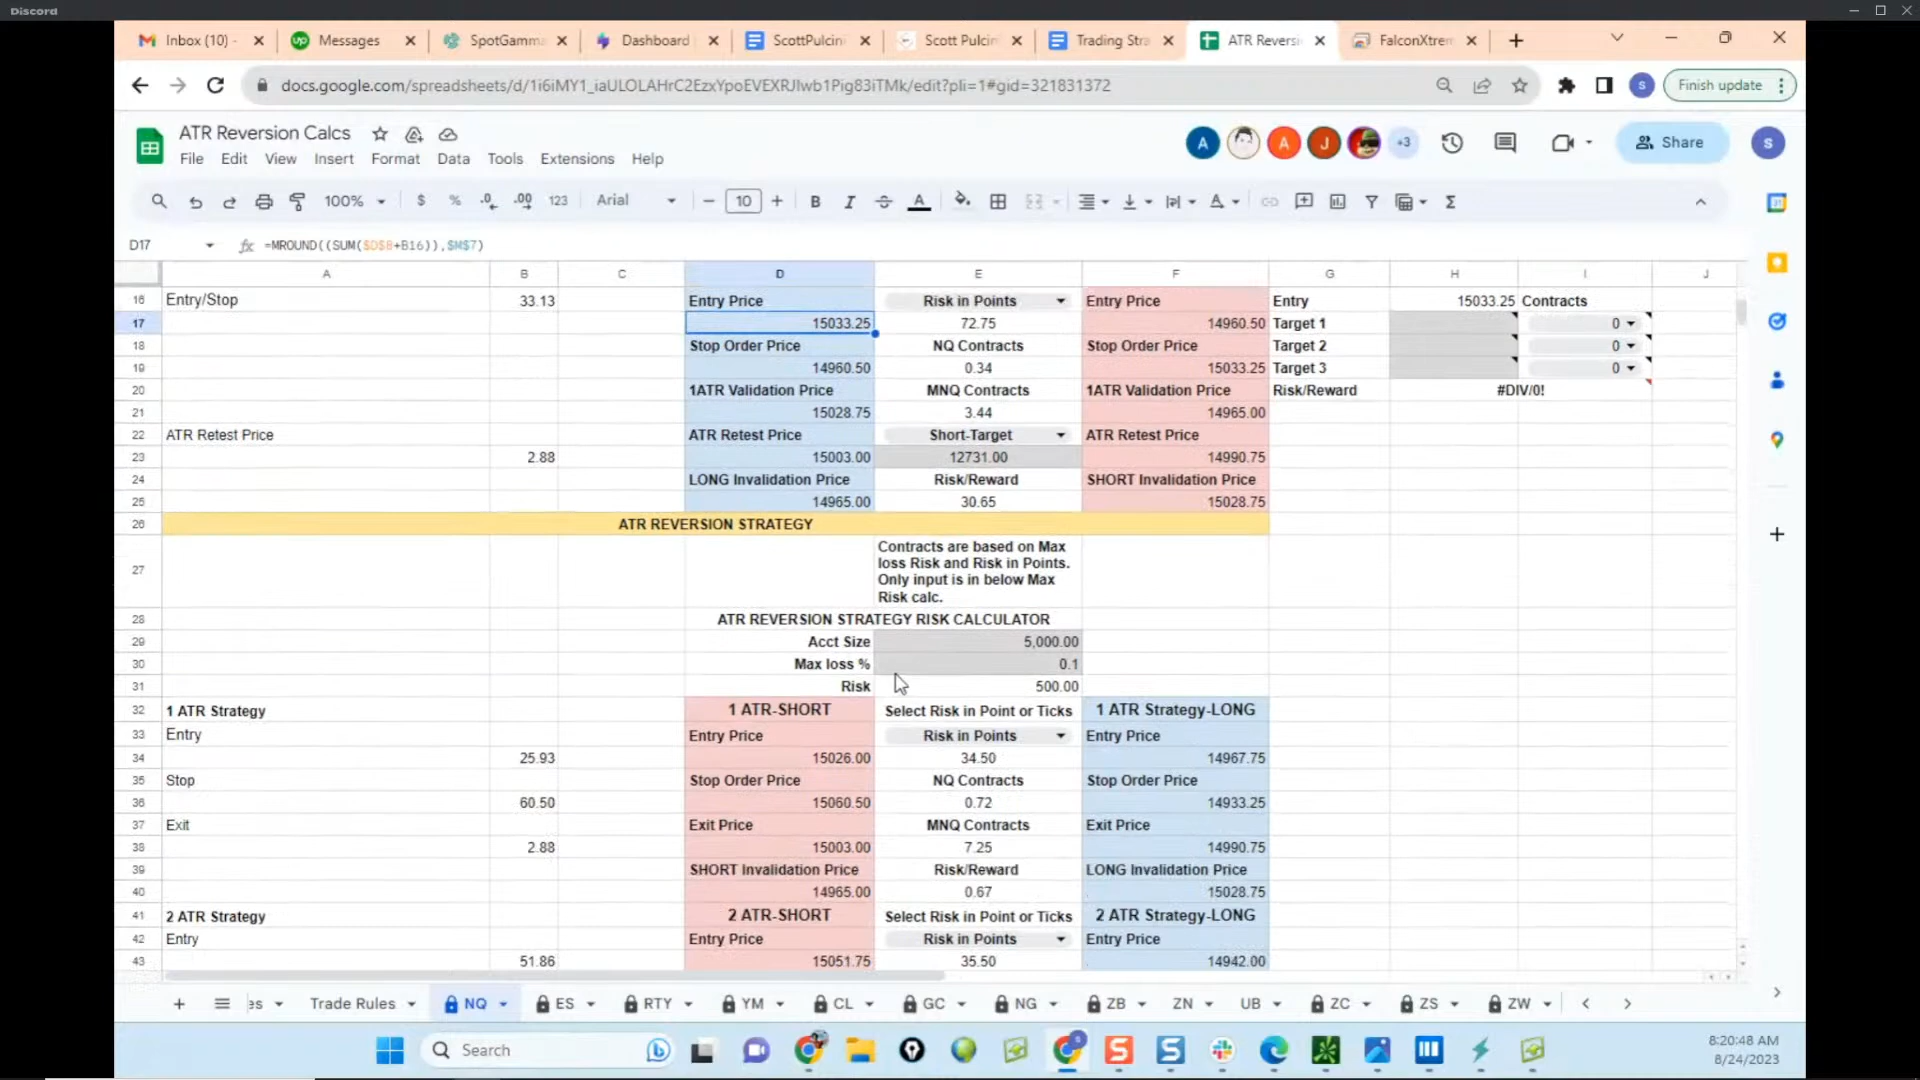 Discord
Inbox (10) -
Messages
SpotGamm
Dashboard
ScottPulcin
Scott Pulcin
Trading Stra
ATR Reversi
FalconXtrem
docs.google.com/spreadsheets/d/1i6iMY1_iaULOLAHrC2EzxYpoEVEXRJlwb1Pig83iTMk/edit?pli=1#gid=321831372
S
Finish update
ATR Reversion Calcs
File Edit View Insert Format Data Tools Extensions Help
A A J +3
Share
S
100% $ % .0 .00 123 Arial 10 B I A Σ
D17 fx =MROUND((SUM($D$8+B16)),$M$7)
A B C D E F G H I J
16 Entry/Stop 33.13 Entry Price Risk in Points Entry Price Entry 15033.25 Contracts
17 15033.25 72.75 14960.50 Target 1 0
18 Stop Order Price NQ Contracts Stop Order Price Target 2 0
19 14960.50 0.34 15033.25 Target 3 0
20 1ATR Validation Price MNQ Contracts 1ATR Validation Price Risk/Reward #DIV/0!
21 15028.75 3.44 14965.00
22 ATR Retest Price ATR Retest Price Short-Target ATR Retest Price
23 2.88 15003.00 12731.00 14990.75
24 LONG Invalidation Price Risk/Reward SHORT Invalidation Price
25 14965.00 30.65 15028.75
26 ATR REVERSION STRATEGY
27 Contracts are based on Max
loss Risk and Risk in Points.
Only input is in below Max
Risk calc.
28 ATR REVERSION STRATEGY RISK CALCULATOR
29 Acct Size 5,000.00
30 Max loss % 0.1
31 Risk 500.00
32 1 ATR Strategy 1 ATR-SHORT Select Risk in Point or Ticks 1 ATR Strategy-LONG
33 Entry Entry Price Risk in Points Entry Price
34 25.93 15026.00 34.50 14967.75
35 Stop Stop Order Price NQ Contracts Stop Order Price
36 60.50 15060.50 0.72 14933.25
37 Exit Exit Price MNQ Contracts Exit Price
38 2.88 15003.00 7.25 14990.75
39 SHORT Invalidation Price Risk/Reward LONG Invalidation Price
40 14965.00 0.67 15028.75
41 2 ATR Strategy 2 ATR-SHORT Select Risk in Point or Ticks 2 ATR Strategy-LONG
42 Entry Entry Price Risk in Points Entry Price
43 51.86 15051.75 35.50 14942.00
es Trade Rules NQ ES RTY YM CL GC NG ZB ZN UB ZC ZS ZW
Search
8:20:48 AM
8/24/2023